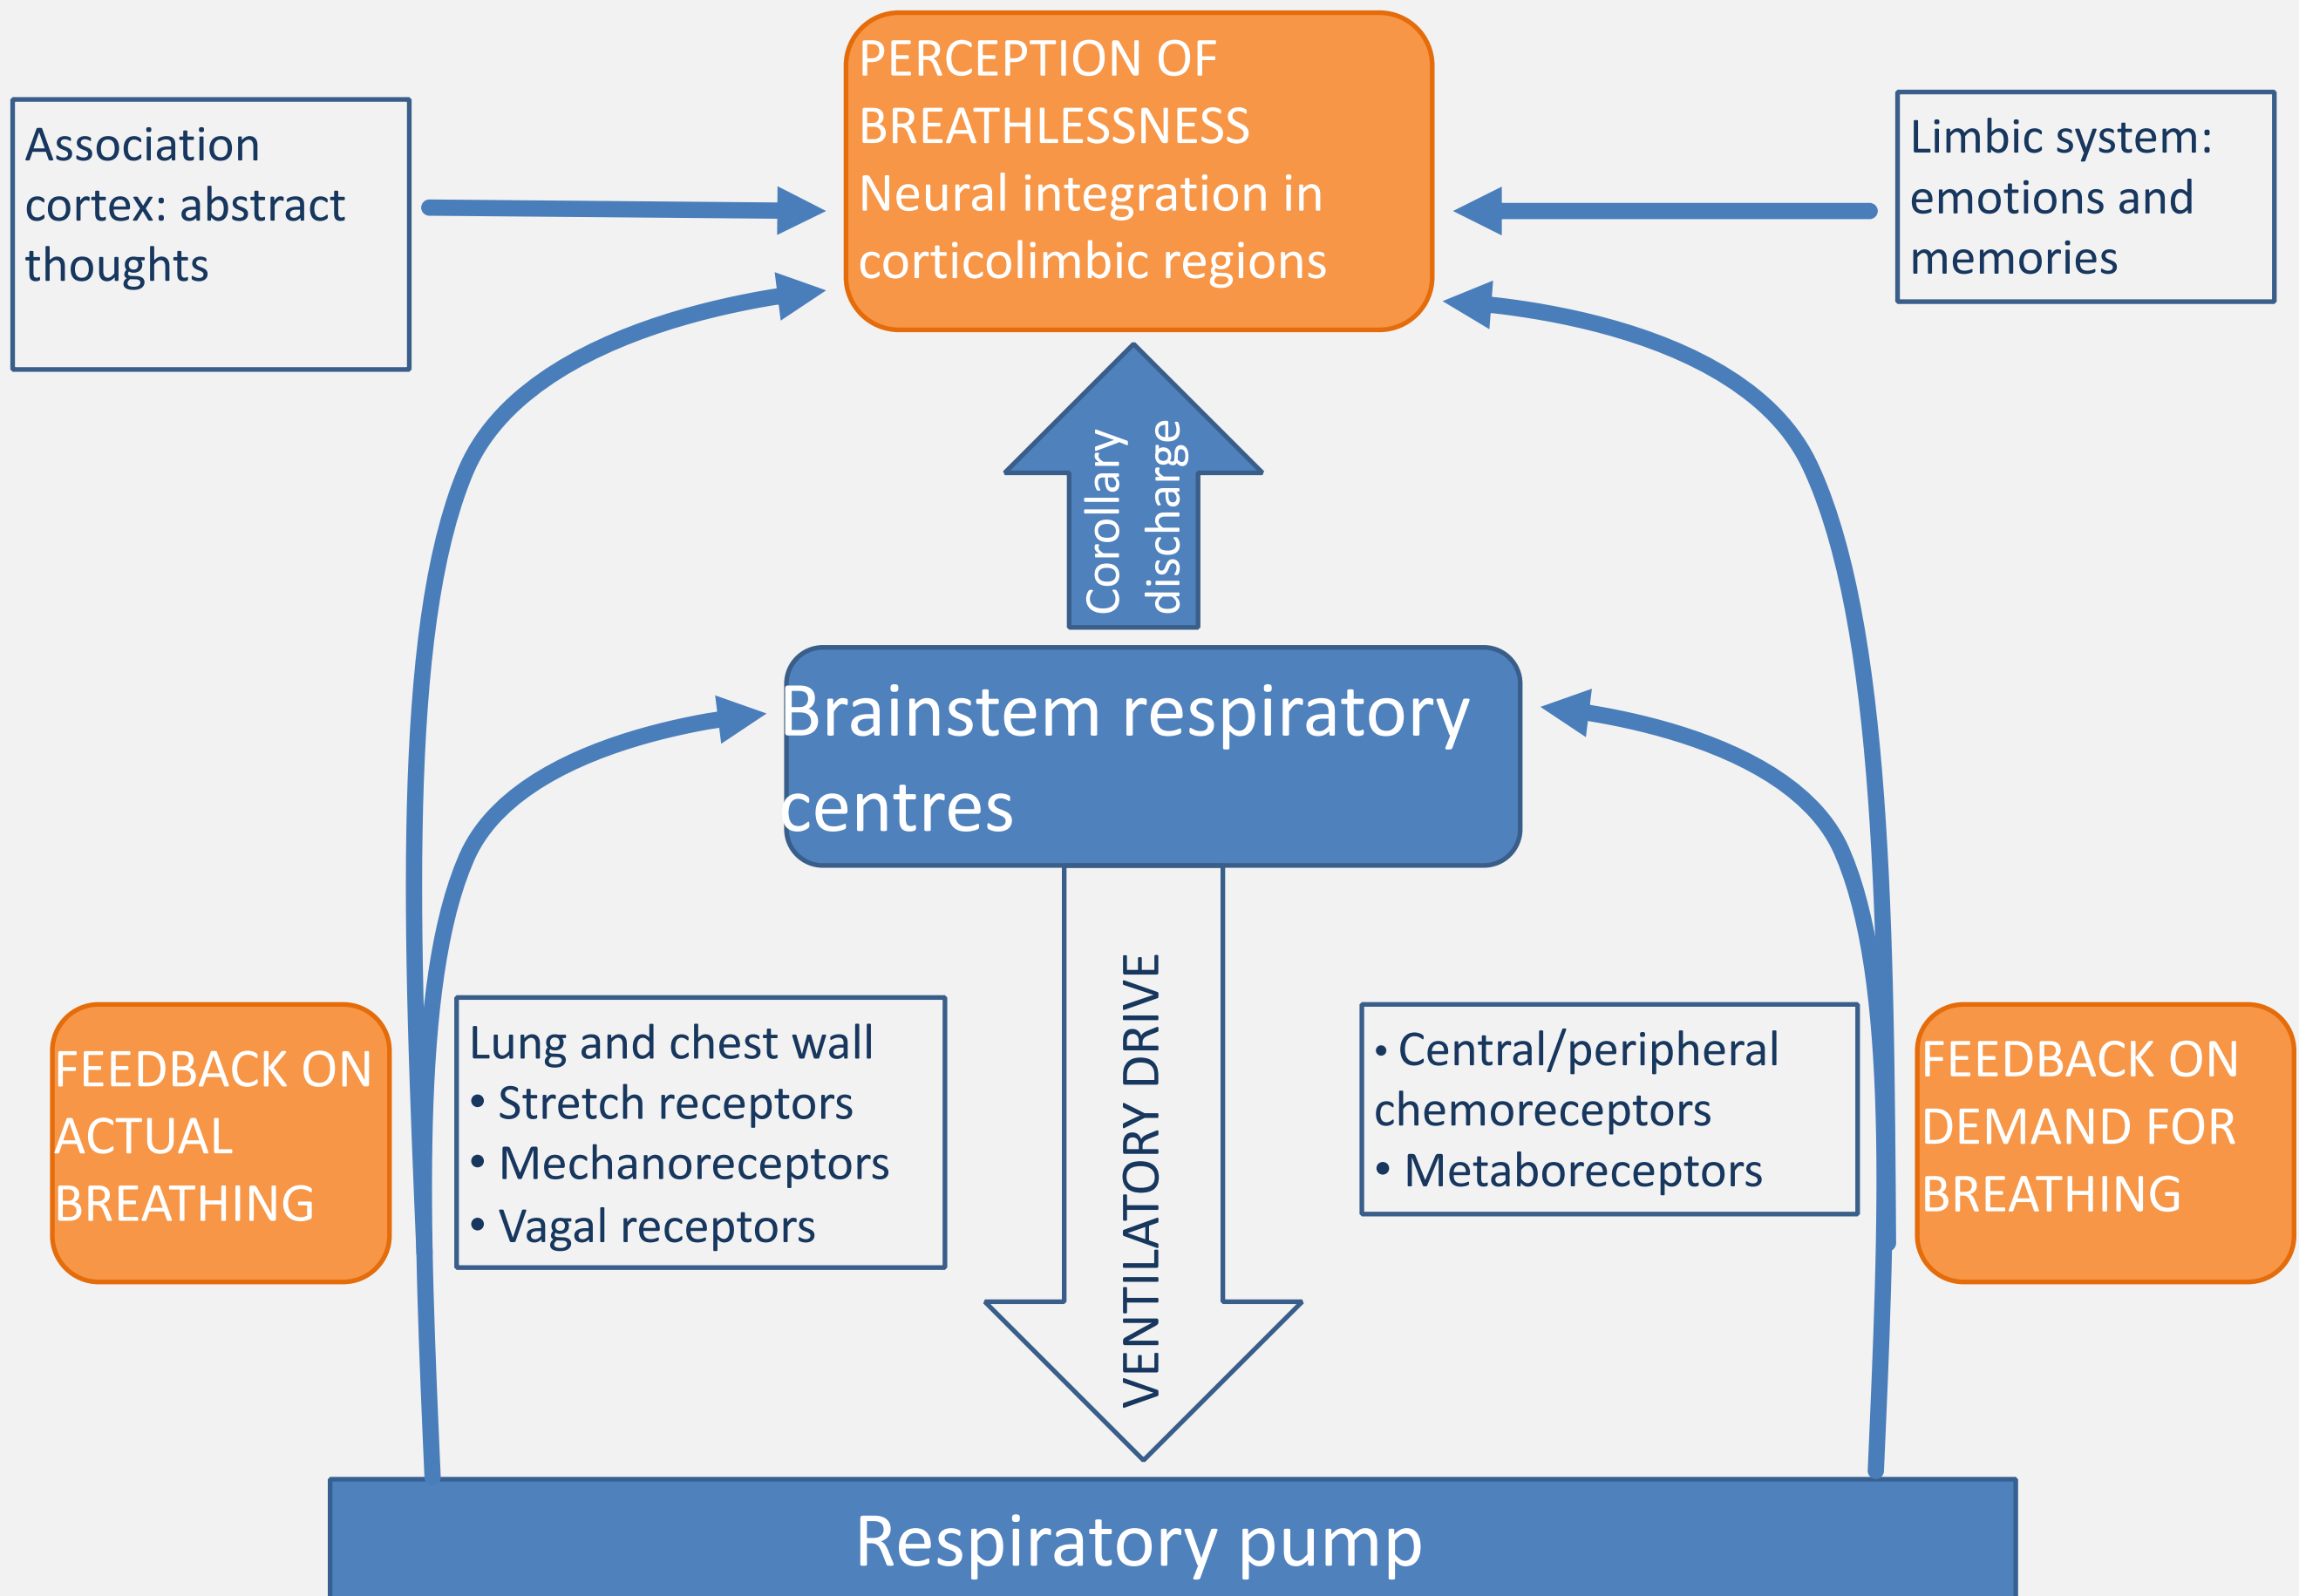 PERCEPTION OF
BREATHLESSNESS
Neural integration in
corticolimbic regions
Association
cortex: abstract
thoughts
Limbic system:
emotions and
memories
Corollary
discharge
Brainstem respiratory
centres
FEEDBACK ON
ACTUAL
BREATHING
Lung and chest wall
• Stretch receptors
• Mechanoreceptors
• Vagal receptors
VENTILATORY DRIVE
• Central/peripheral
chemoreceptors
• Metaboreceptors
FEEDBACK ON
DEMAND FOR
BREATHING
Respiratory pump